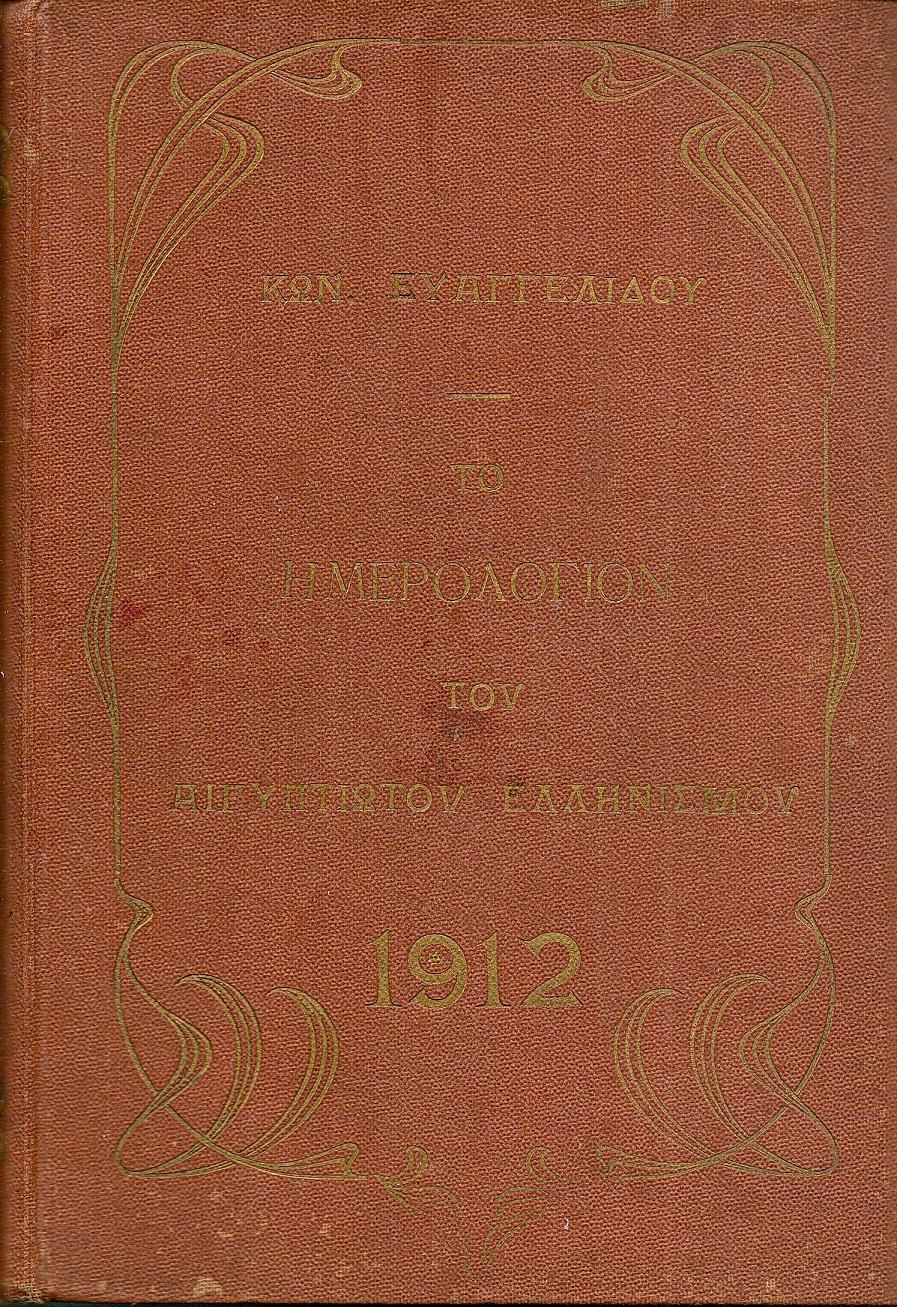 ΚΩΝ. ΕΥΑΓΓΕΛΙΔΟΥ
ΤΟ
ΗΜΕΡΟΛΟΓΙΟΝ
ΤΟΥ
ΑΙΓΥΠΤΙΩΤΟΥ ΕΛΛΗΝΙΣΜΟΥ
1912